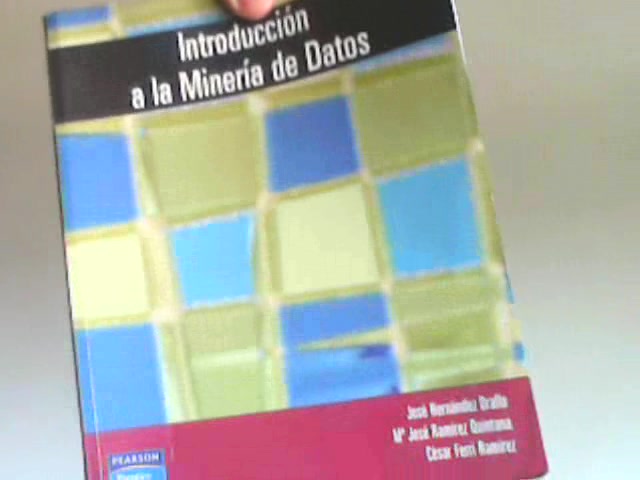 Introducción
a la Minería de Datos
José Hernández Orallo
Mª José Ramírez Quintana
César Ferri Ramírez
PEARSON